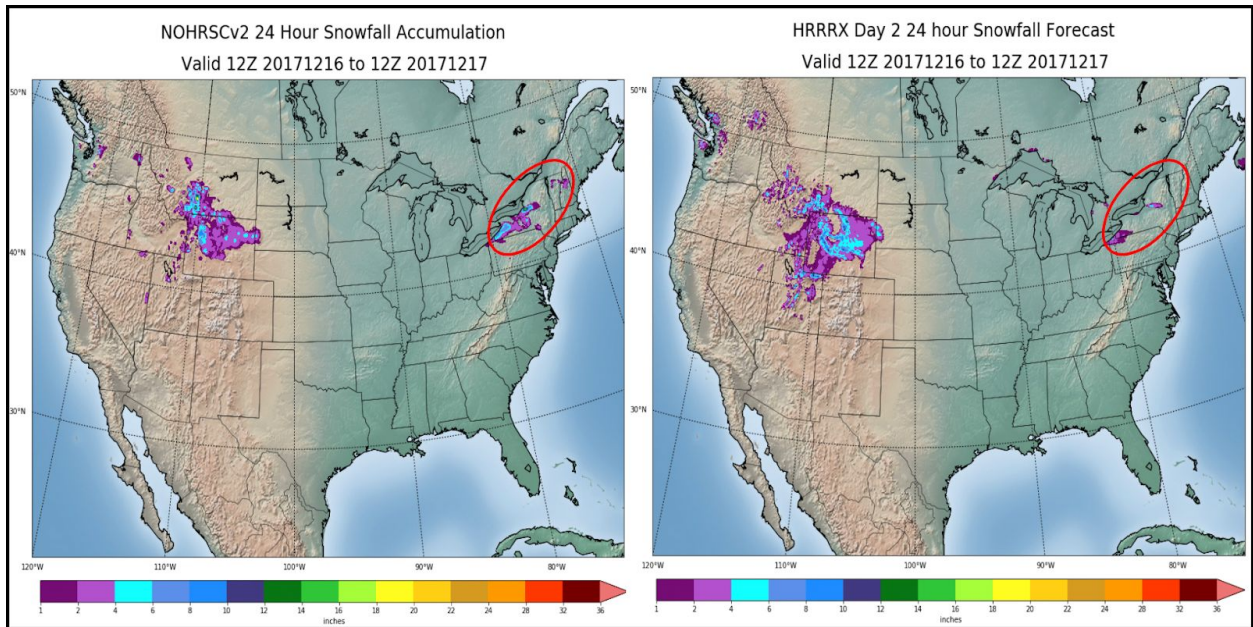 NOHRSCv2 24 Hour Snowfall Accumulation
Valid 12Z 20171216 to 12Z 20171217
50°N
40°N
30°N
120°W
110°W
100°W
90°W
80°W
1 2 4 6 8 10 12 14 16 18 20 22 24 26 28 32 36
inches
HRRRX Day 2 24 hour Snowfall Forecast
Valid 12Z 20171216 to 12Z 20171217
50°N
40°N
30°N
120°W
110°W
100°W
90°W
80°W
1 2 4 6 8 10 12 14 16 18 20 22 24 26 28 32 36
inches